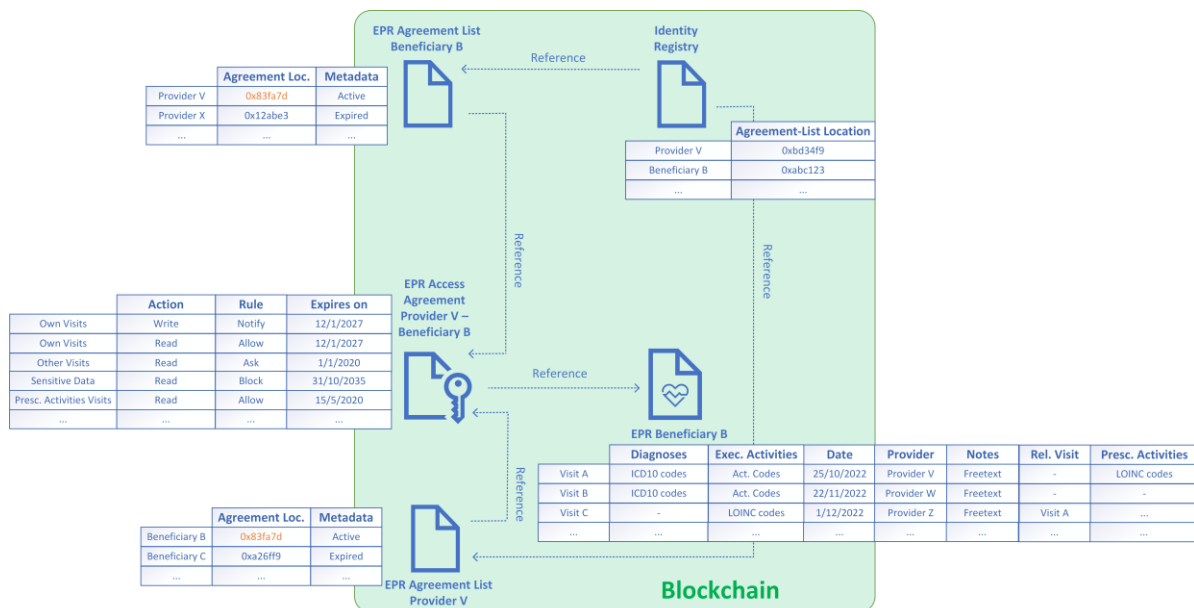 EPR Agreement List
Beneficiary B
Identity
Registry
Reference
Agreement Loc. Metadata
Provider V 0x83fa7d Active
Provider X 0x12abe3 Expired
... ... ...
Agreement-List Location
Provider V 0xbd34f9
Beneficiary B 0xabc123
... ...
Reference
Reference
EPR Access
Agreement
Provider V –
Beneficiary B
Action Rule Expires on
Own Visits Write Notify 12/1/2027
Own Visits Read Allow 12/1/2027
Other Visits Read Ask 1/1/2020
Sensitive Data Read Block 31/10/2035
Presc. Activities Visits Read Allow 15/5/2020
... ... ... ...
Reference
EPR Beneficiary B
Diagnoses Exec. Activities Date Provider Notes Rel. Visit Presc. Activities
Visit A ICD10 codes Act. Codes 25/10/2022 Provider V Freetext - LOINC codes
Visit B ICD10 codes Act. Codes 22/11/2022 Provider W Freetext - -
Visit C - LOINC codes 1/12/2022 Provider Z Freetext Visit A ...
... ... ... ... ... ... ... ...
Reference
Agreement Loc. Metadata
Beneficiary B 0x83fa7d Active
Beneficiary C 0xa26ff9 Expired
... ... ...
EPR Agreement List
Provider V
Blockchain